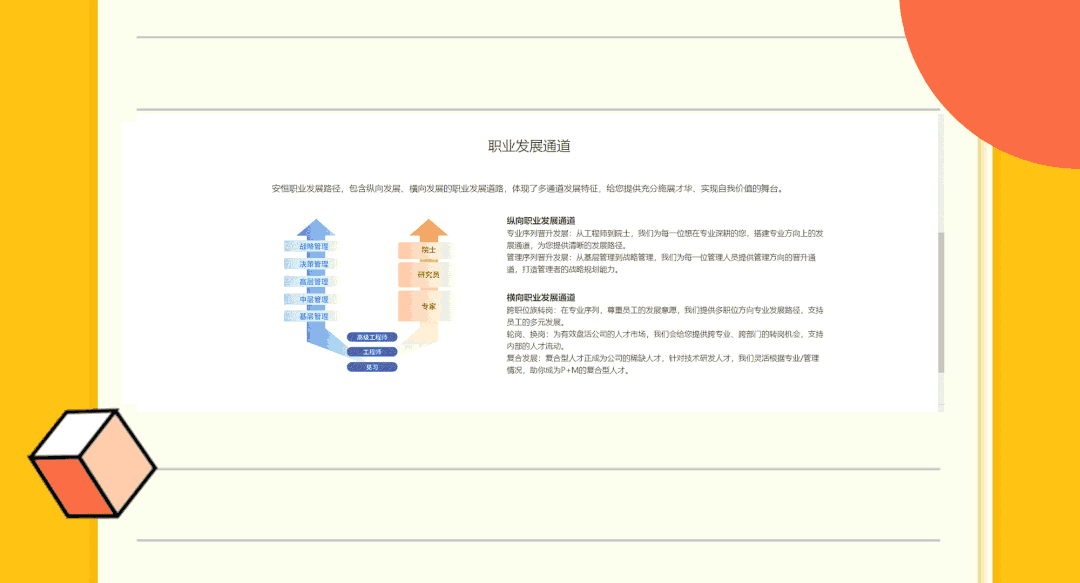 职业发展通道
安恒职业发展路径，包含纵向发展、横向发展的职业发展道路，体现了多通道发展特征，给您提供充分施展才华、实现自我价值的舞台。
战略管理
决策管理
高层管理
中层管理
基层管理
院士
研究员
专家
高级工程师
工程师
见习
纵向职业发展通道
专业序列晋升发展：从工程师到院士，我们为每一位想在专业深耕的您，搭建专业方向上的发
展通道，为您提供清晰的发展路径。
管理序列晋升发展：从基层管理到战略管理，我们为每一位管理人员提供管理方向的晋升通
道，打造管理者的战略规划能力。
横向职业发展通道
跨职位族转岗：在专业序列，尊重员工的发展意愿，我们提供多职位方向专业发展路径，支持
员工的多元发展。
轮岗、换岗：为有效盘活公司的人才市场，我们会给您提供跨专业、跨部门的转岗机会，支持
内部的人才流动。
复合发展：复合型人才正成为公司的稀缺人才，针对技术研发人才，我们灵活根据专业/管理
情况，助你成为P+M的复合型人才。